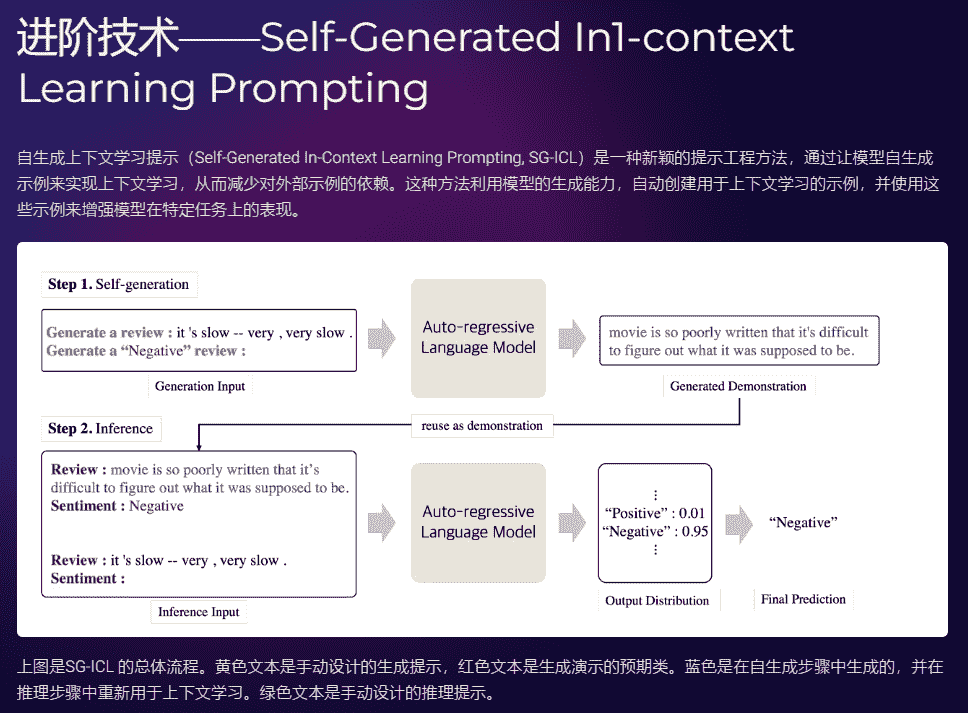 进阶技术——Self-Generated In1-context
Learning Prompting
自生成上下文学习提示（Self-Generated In-Context Learning Prompting, SG-ICL）是一种新颖的提示工程方法，通过让模型自生成
示例来实现上下文学习，从而减少对外部示例的依赖。这种方法利用模型的生成能力，自动创建用于上下文学习的示例，并使用这
些示例来增强模型在特定任务上的表现。
Step 1. Self-generation
Generate a review : it 's slow -- very , very slow .
Generate a “Negative” review :
Generation Input
Auto-regressive
Language Model
movie is so poorly written that it's difficult
to figure out what it was supposed to be.
Generated Demonstration
reuse as demonstration
Step 2. Inference
Review : movie is so poorly written that it’s
difficult to figure out what it was supposed to be.
Sentiment : Negative
Review : it 's slow -- very , very slow .
Sentiment :
Inference Input
Auto-regressive
Language Model
⋮
“Positive” : 0.01
“Negative” : 0.95
⋮
Output Distribution
“Negative”
Final Prediction
上图是SG-ICL 的总体流程。黄色文本是手动设计的生成提示，红色文本是生成演示的预期类。蓝色是在自生成步骤中生成的，并在
推理步骤中重新用于上下文学习。绿色文本是手动设计的推理提示。